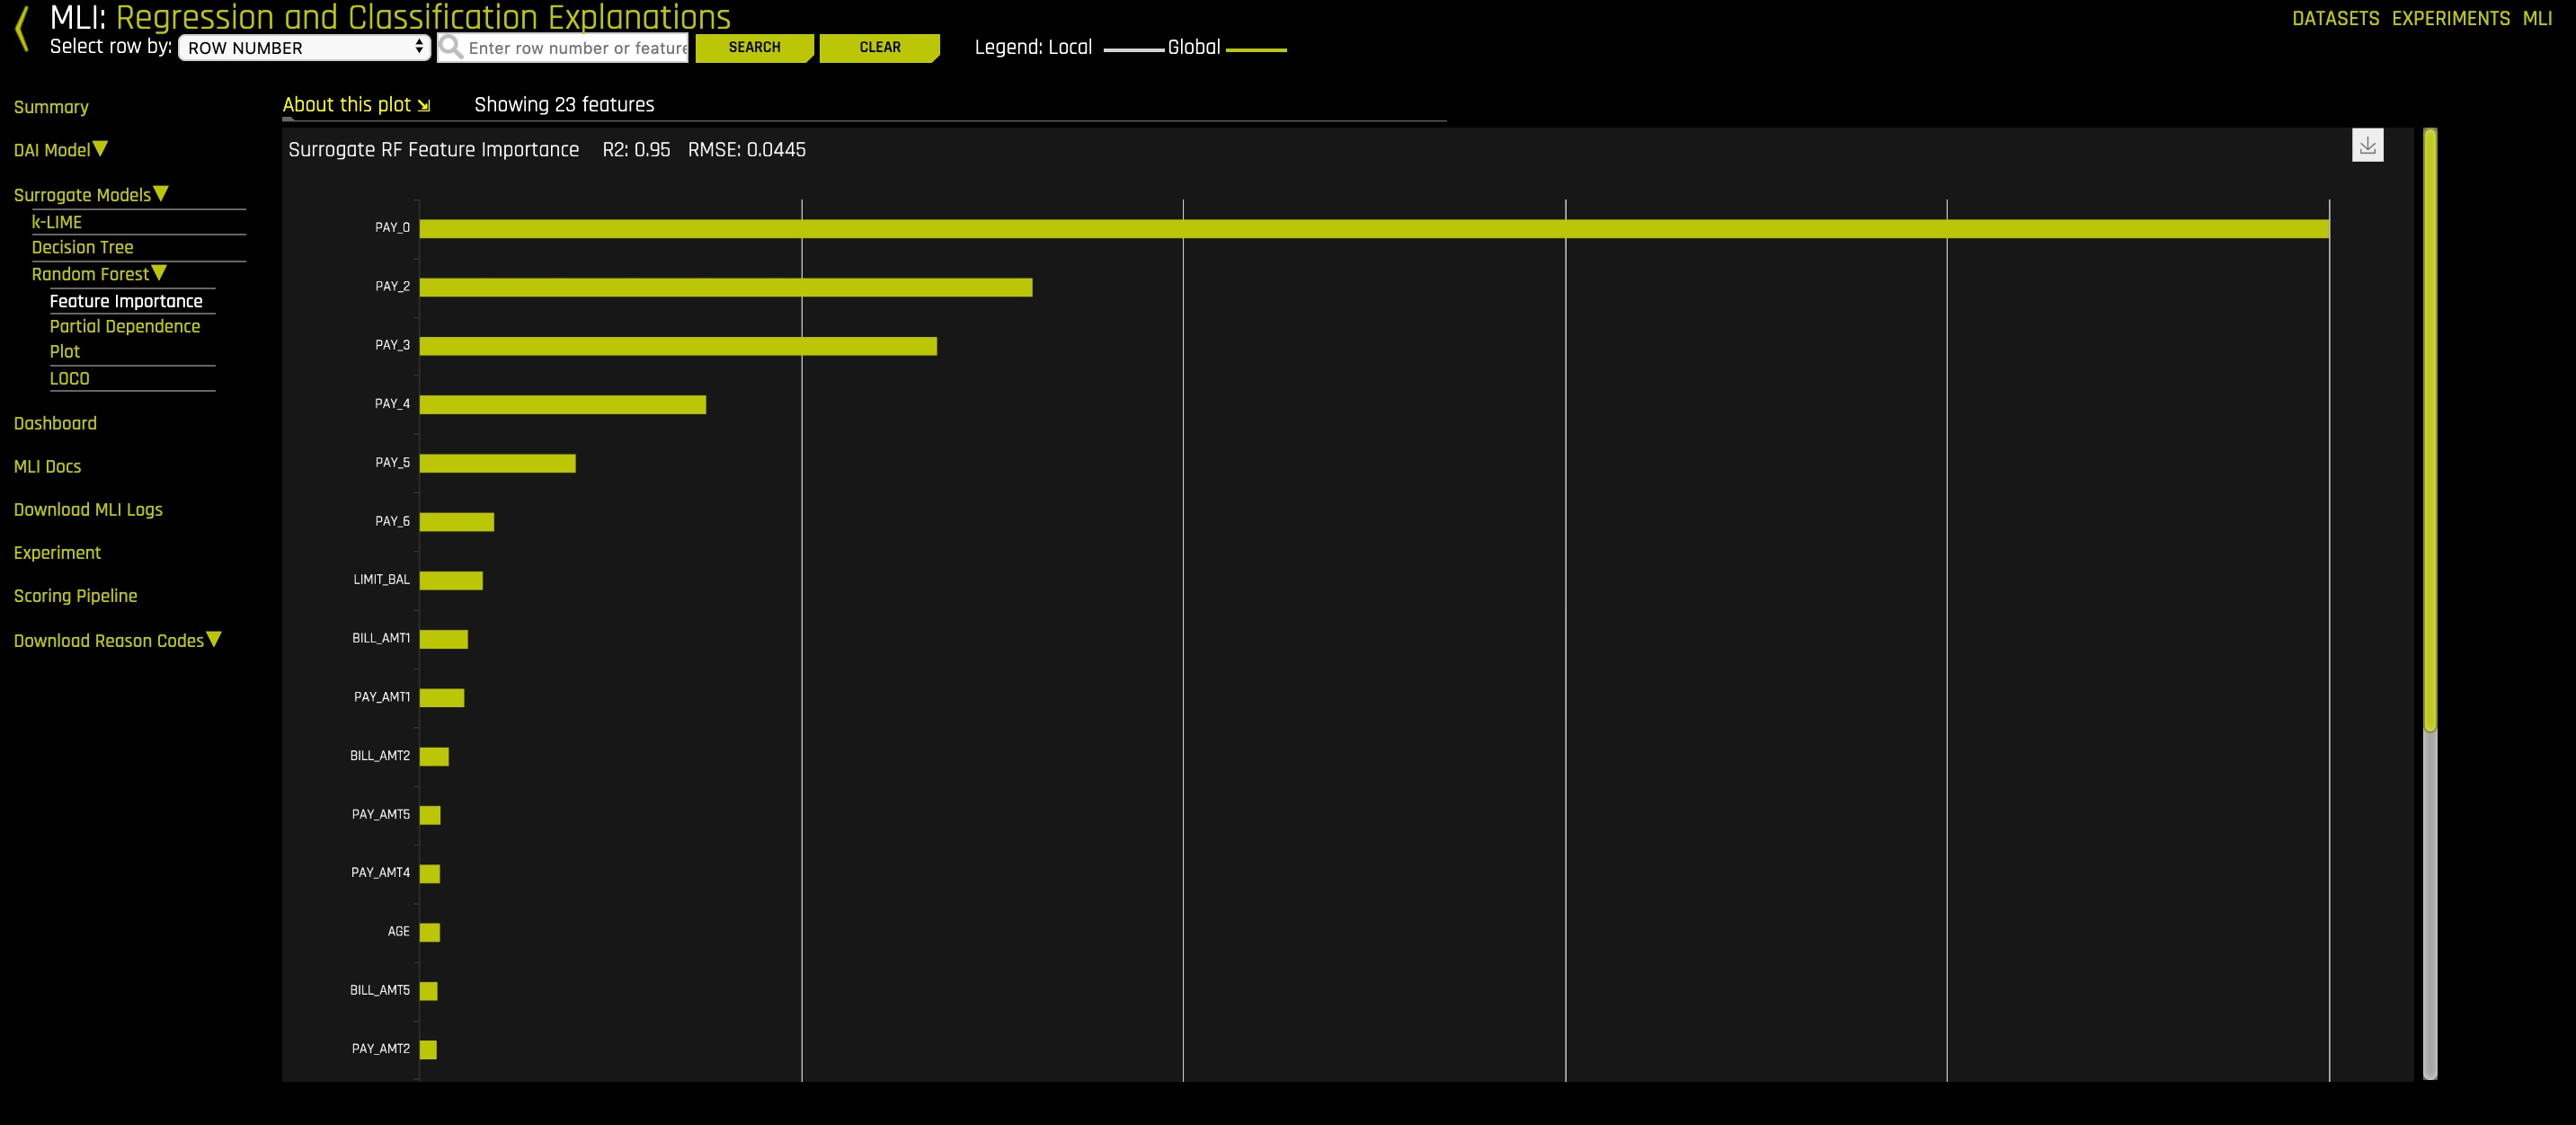 MLI: Regression and Classification Explanations
DATASETS EXPERIMENTS MLI
Select row by: ROW NUMBER Enter row number or feature SEARCH CLEAR Legend: Local Global
Summary
DAI Model
Surrogate Models
k-LIME
Decision Tree
Random Forest
Feature Importance
Partial Dependence
Plot
LOCO
Dashboard
MLI Docs
Download MLI Logs
Experiment
Scoring Pipeline
Download Reason Codes
About this plot Showing 23 features
Surrogate RF Feature Importance R2: 0.95 RMSE: 0.0445
PAY_0
PAY_2
PAY_3
PAY_4
PAY_5
PAY_6
LIMIT_BAL
BILL_AMT1
PAY_AMT1
BILL_AMT2
PAY_AMT5
PAY_AMT4
AGE
BILL_AMT5
PAY_AMT2